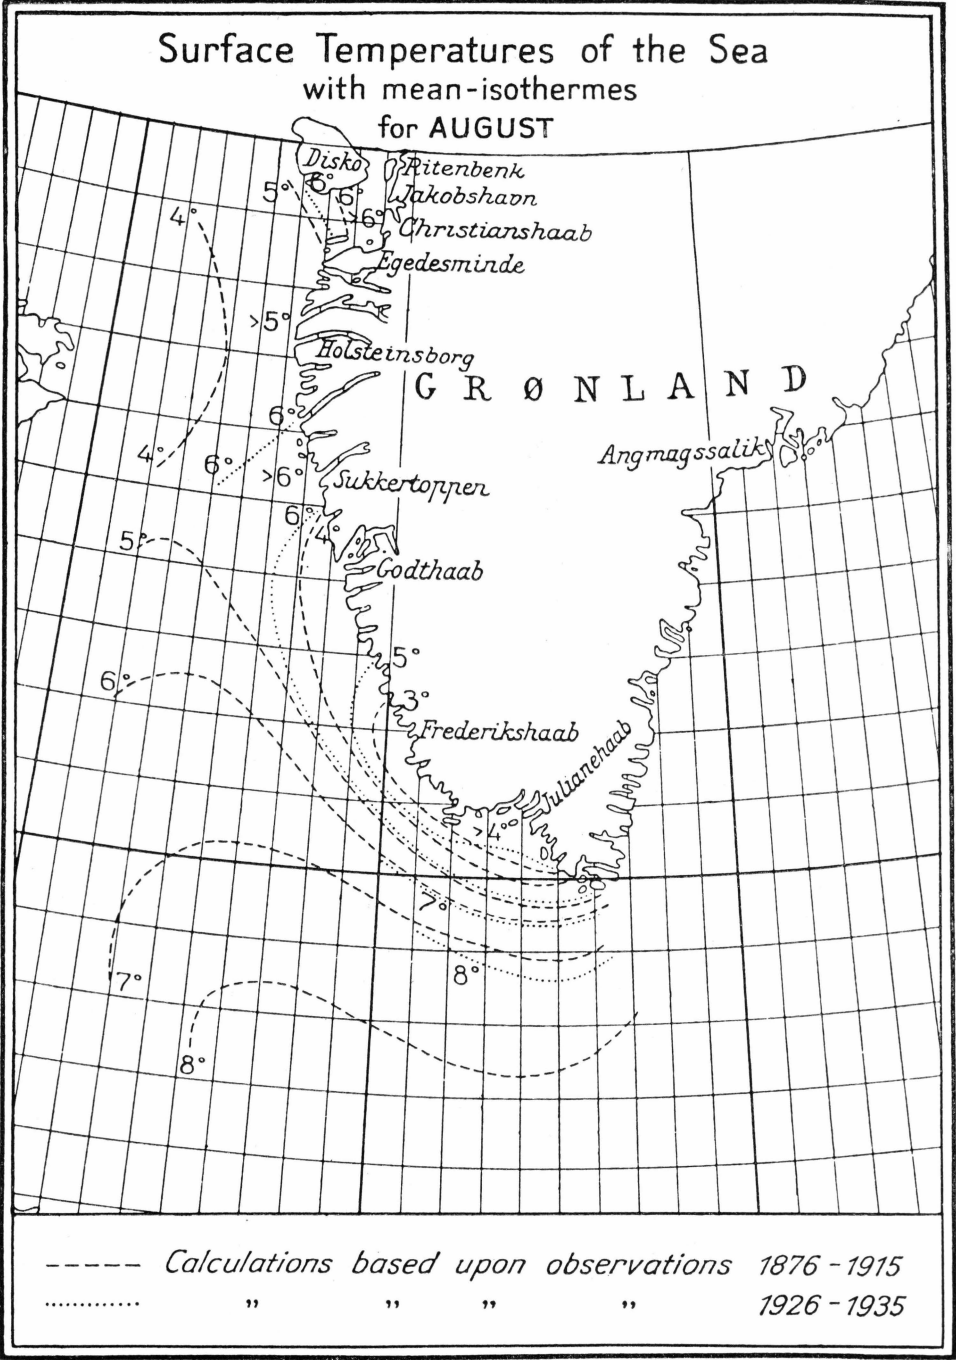 Surface Temperatures of the Sea
with mean-isothermes
for AUGUST
Disko
Ritenbenk
6°
5°
6°
Jakobshavn
4°
>6°
Christianshaab
Egedesminde
>5°
Holsteinsborg
GRØNLAND
6°
4°
6°
Angmagssalik
>6°
Sukkertoppen
6°
4
5°
Godthaab
5°
6°
3°
Frederikshaab
Julianehaab
>4°
7°
7°
8°
8°
----- Calculations based upon observations 1876-1915
............. " " " " 1926-1935